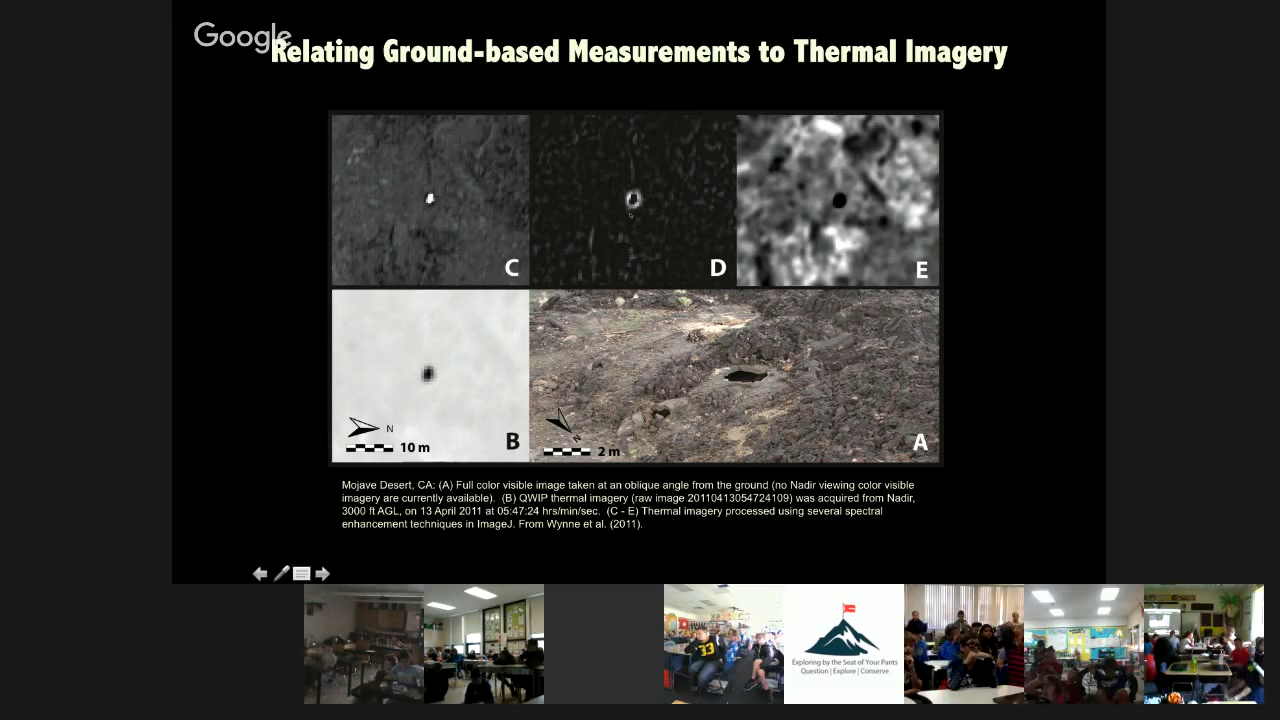 Google
Relating Ground-based Measurements to Thermal Imagery
C
D
E
N
10 m
B
N
2 m
A
Mojave Desert, CA: (A) Full color visible image taken at an oblique angle from the ground (no Nadir viewing color visible
imagery are currently available). (B) QWIP thermal imagery (raw image 20110413054724109) was acquired from Nadir,
3000 ft AGL, on 13 April 2011 at 05:47:24 hrs/min/sec. (C - E) Thermal imagery processed using several spectral
enhancement techniques in ImageJ. From Wynne et al. (2011).
33
Exploring by the Seat of Your Pants
Question | Explore | Conserve